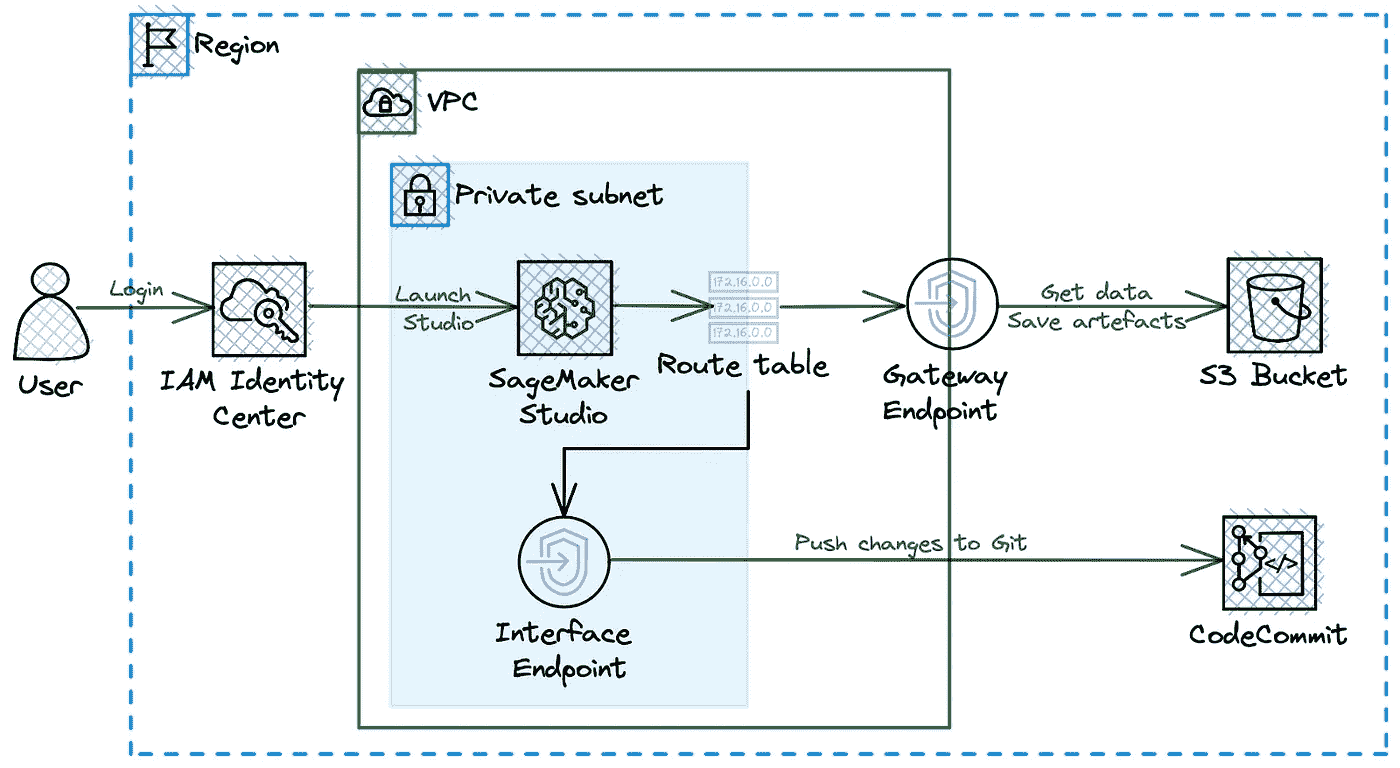 Region
VPC
Private subnet
Login
Launch
Studio
172.16.0.0
172.16.0.0
172.16.0.0
Get data
Save artefacts
User
IAM Identity
Center
SageMaker
Studio
Route table
Gateway
Endpoint
S3 Bucket
Push changes to Git
</>
Interface
Endpoint
CodeCommit